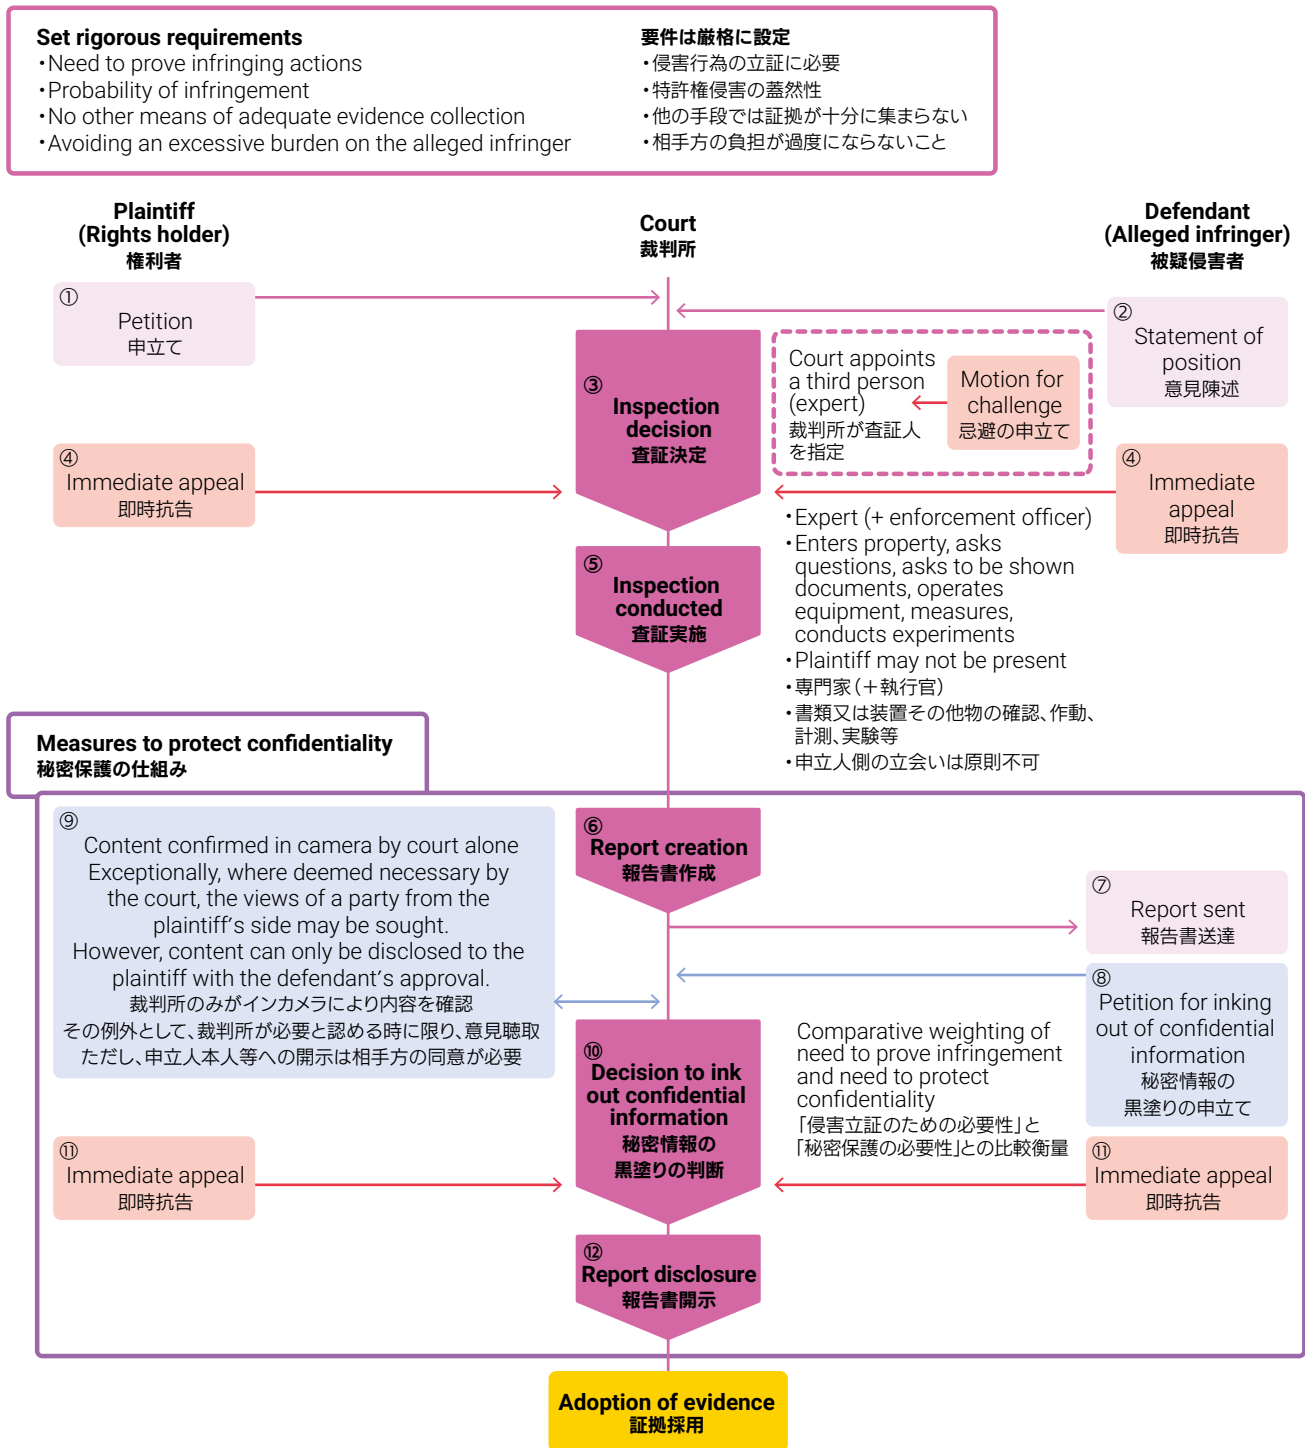 Set rigorous requirements
・Need to prove infringing actions
・Probability of infringement
・No other means of adequate evidence collection
・Avoiding an excessive burden on the alleged infringer
要件は厳格に設定
・侵害行為の立証に必要
・特許権侵害の蓋然性
・他の手段では証拠が十分に集まらない
・相手方の負担が過度にならないこと
Plaintiff
(Rights holder)
権利者
Court
裁判所
Defendant
(Alleged infringer)
被疑侵害者
①
Petition
申立て
②
Statement of
position
意見陳述
③
Inspection
decision
査証決定
Court appoints
a third person
(expert)
裁判所が査証人
を指定
Motion for
challenge
忌避の申立て
④
Immediate appeal
即時抗告
④
Immediate
appeal
即時抗告
⑤
Inspection
conducted
査証実施
・Expert (+ enforcement officer)
・Enters property, asks
questions, asks to be shown
documents, operates
equipment, measures,
conducts experiments
・Plaintiff may not be present
・専門家（＋執行官）
・書類又は装置その他物の確認、作動、
計測、実験等
・申立人側の立会いは原則不可
Measures to protect confidentiality
秘密保護の仕組み
⑥
Report creation
報告書作成
⑦
Report sent
報告書送達
⑧
Petition for inking
out of confidential
information
秘密情報の
黒塗りの申立て
⑨
Content confirmed in camera by court alone
Exceptionally, where deemed necessary by
the court, the views of a party from the
plaintiff's side may be sought.
However, content can only be disclosed to the
plaintiff with the defendant's approval.
裁判所のみがインカメラにより内容を確認
その例外として、裁判所が必要と認める時に限り、意見聴取
ただし、申立人本人等への開示は相手方の同意が必要
⑩
Decision to ink
out confidential
information
秘密情報の
黒塗りの判断
Comparative weighting of
need to prove infringement
and need to protect
confidentiality
「侵害立証のための必要性」と
「秘密保護の必要性」との比較衡量
⑪
Immediate appeal
即時抗告
⑪
Immediate appeal
即時抗告
⑫
Report disclosure
報告書開示
Adoption of evidence
証拠採用